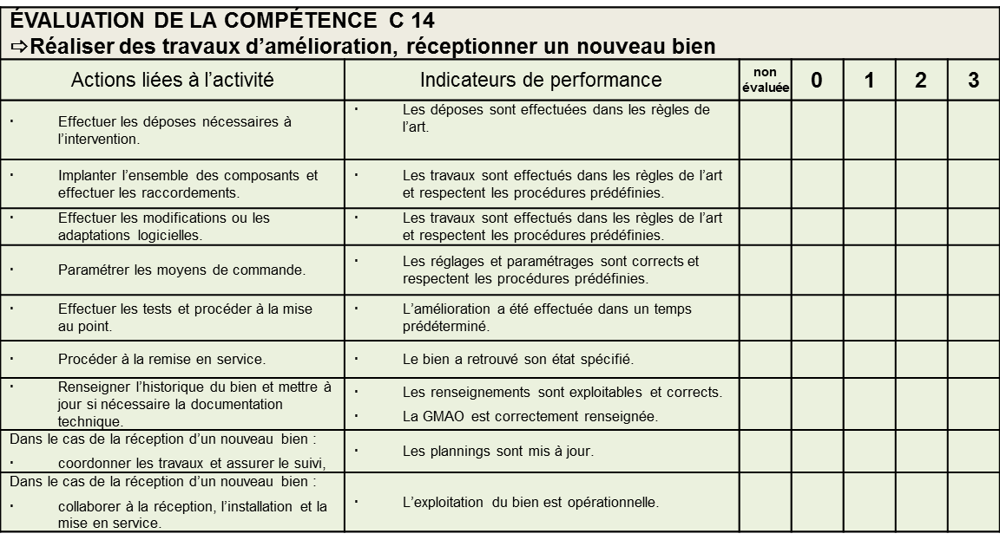 ÉVALUATION DE LA COMPÉTENCE C 14
⇨Réaliser des travaux d’amélioration, réceptionner un nouveau bien
Actions liées à l’activité
Indicateurs de performance
non
évaluée
0
1
2
3
· Effectuer les déposes nécessaires à
l’intervention.
· Les déposes sont effectuées dans les règles de
l’art.
· Implanter l’ensemble des composants et
effectuer les raccordements.
· Les travaux sont effectués dans les règles de l’art
et respectent les procédures prédéfinies.
· Effectuer les modifications ou les
adaptations logicielles.
· Les travaux sont effectués dans les règles de l’art
et respectent les procédures prédéfinies.
· Paramétrer les moyens de commande.
· Les réglages et paramétrages sont corrects et
respectent les procédures prédéfinies.
· Effectuer les tests et procéder à la mise
au point.
· L’amélioration a été effectuée dans un temps
prédéterminé.
· Procéder à la remise en service.
· Le bien a retrouvé son état spécifié.
· Renseigner l’historique du bien et mettre à
jour si nécessaire la documentation
technique.
· Les renseignements sont exploitables et corrects.
· La GMAO est correctement renseignée.
Dans le cas de la réception d’un nouveau bien :
· coordonner les travaux et assurer le suivi,
· Les plannings sont mis à jour.
Dans le cas de la réception d’un nouveau bien :
· collaborer à la réception, l’installation et la
mise en service.
· L’exploitation du bien est opérationnelle.